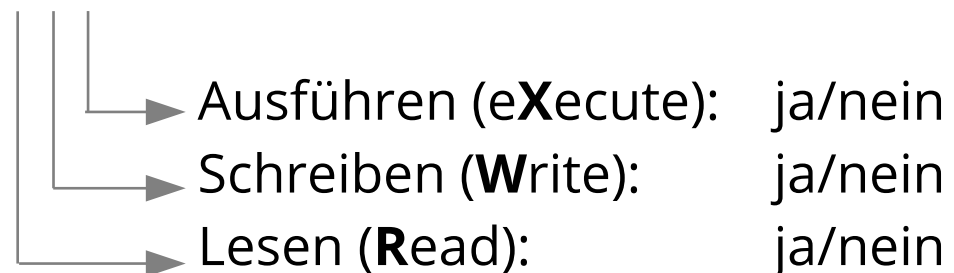 Ausführen (eXecute): ja/nein
Schreiben (Write): ja/nein
Lesen (Read): ja/nein